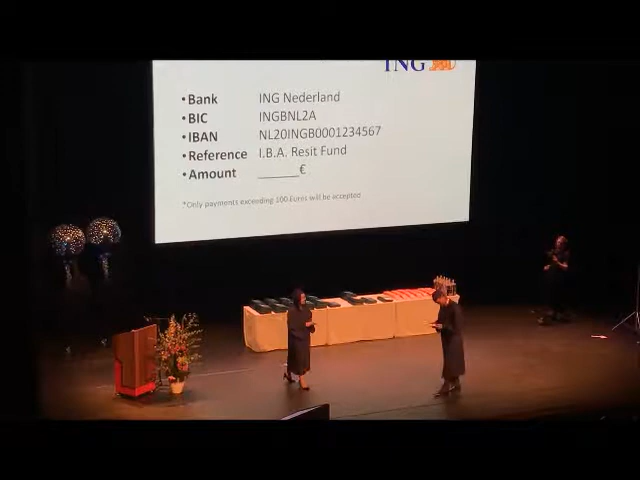 ING
•Bank ING Nederland
•BIC INGBNL2A
•IBAN NL20INGB0001234567
•Reference I.B.A. Resit Fund
•Amount ______€
*Only payments exceeding 100 Euros will be accepted